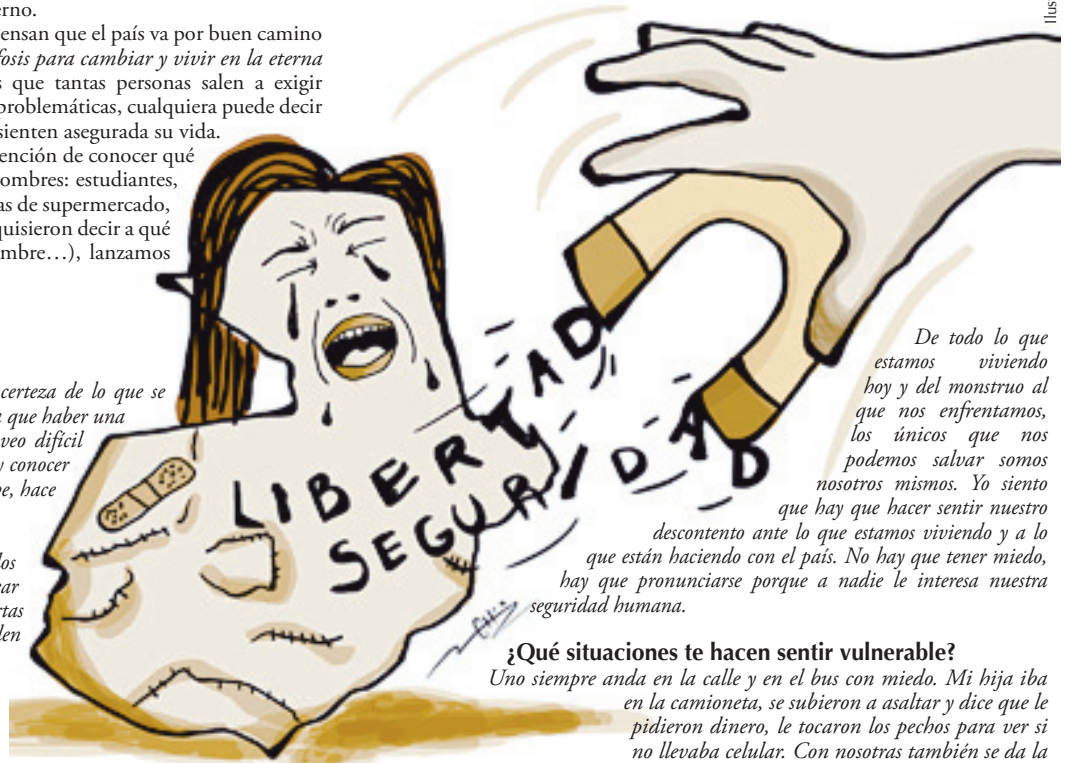 erno.
ensan que el país va por buen camino
fosis para cambiar y vivir en la eterna
s que tantas personas salen a exigir
problemáticas, cualquiera puede decir
sienten asegurada su vida.
ención de conocer qué
ombres: estudiantes,
as de supermercado,
quisieron decir a qué
mbre…), lanzamos
certeza de lo que se
a que haber una
veo difícil
y conocer
e, hace
los
ar
rtas
den
LIBERTAD
SEGURIDAD
Ilus
De todo lo que
estamos viviendo
hoy y del monstruo al
que nos enfrentamos,
los únicos que nos
podemos salvar somos
nosotros mismos. Yo siento
que hay que hacer sentir nuestro
descontento ante lo que estamos viviendo y a lo
que están haciendo con el país. No hay que tener miedo,
hay que pronunciarse porque a nadie le interesa nuestra
seguridad humana.
¿Qué situaciones te hacen sentir vulnerable?
Uno siempre anda en la calle y en el bus con miedo. Mi hija iba
en la camioneta, se subieron a asaltar y dice que le
pidieron dinero, le tocaron los pechos para ver si
no llevaba celular. Con nosotras también se da la